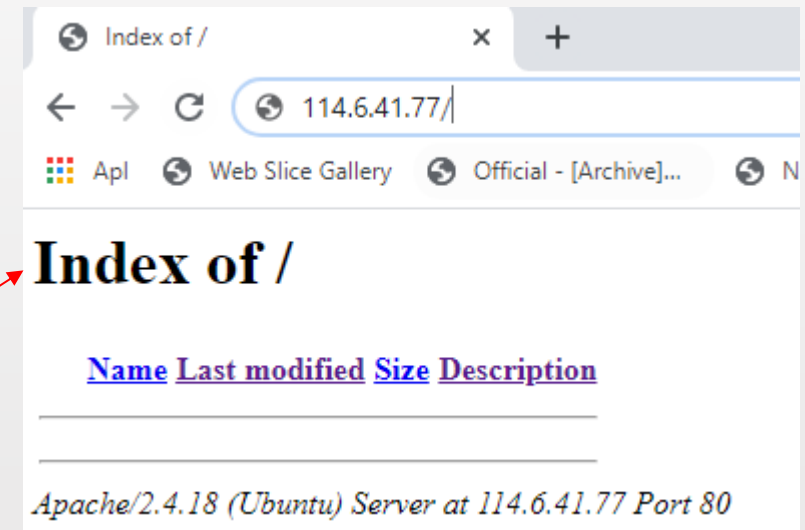 Index of /
114.6.41.77/
Apl Web Slice Gallery Official - [Archive]... N
Index of /
Name Last modified Size Description
Apache/2.4.18 (Ubuntu) Server at 114.6.41.77 Port 80